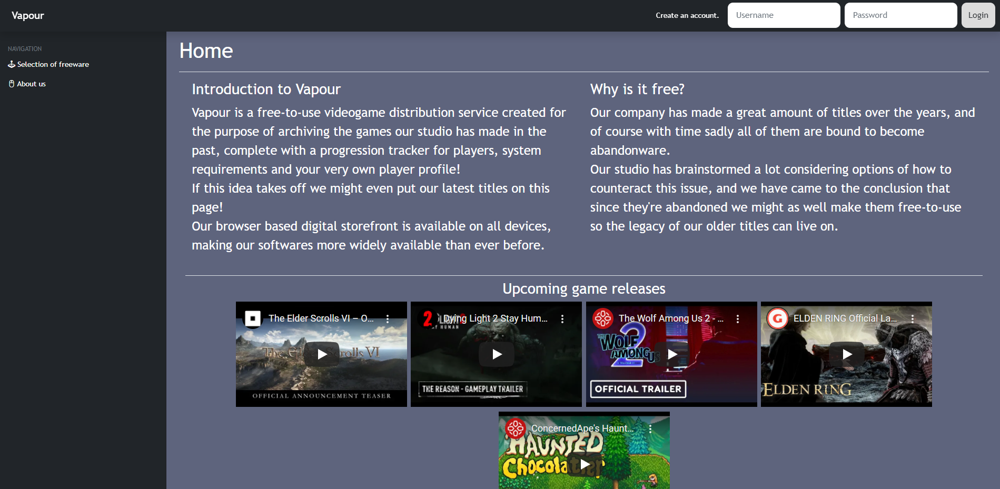 Vapour
Create an account.
Username
Password
Login
NAVIGATION
Selection of freeware
About us
Home
Introduction to Vapour
Vapour is a free-to-use videogame distribution service created for
the purpose of archiving the games our studio has made in the
past, complete with a progression tracker for players, system
requirements and your very own player profile!
If this idea takes off we might even put our latest titles on this
page!
Our browser based digital storefront is available on all devices,
making our softwares more widely available than ever before.
Why is it free?
Our company has made a great amount of titles over the years, and
of course with time sadly all of them are bound to become
abandonware.
Our studio has brainstormed a lot considering options of how to
counteract this issue, and we have came to the conclusion that
since they're abandoned we might as well make them free-to-use
so the legacy of our older titles can live on.
Upcoming game releases
The Elder Scrolls VI – O...
The Elder Scrolls VI
OFFICIAL ANNOUNCEMENT TEASER
Dying Light 2 Stay Hum...
2
HUMAN
THE REASON - GAMEPLAY TRAILER
The Wolf Among Us 2 - ...
THE
WOLF
AMONG US
2
OFFICIAL TRAILER
ELDEN RING Official La...
G
ELDEN RING
ConcernedApe's Haunt...
HAUNTED
Chocolatier